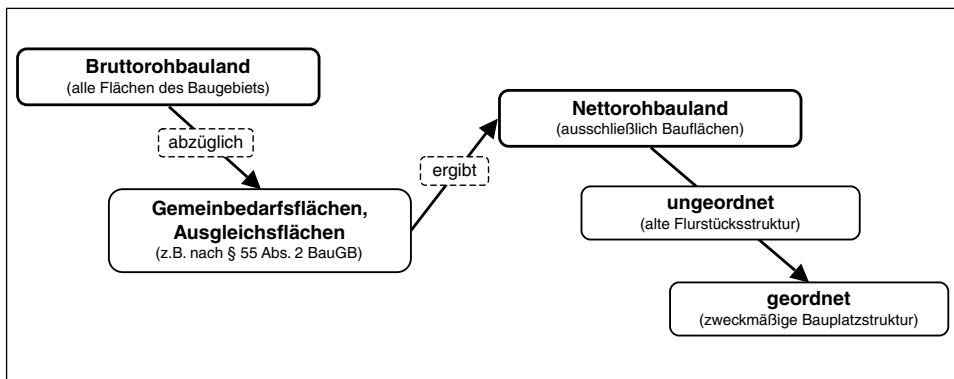 Bruttorohbauland
(alle Flächen des Baugebiets)
abzüglich
Gemeinbedarfsflächen,
Ausgleichsflächen
(z.B. nach § 55 Abs. 2 BauGB)
ergibt
Nettorohbauland
(ausschließlich Bauflächen)
ungeordnet
(alte Flurstücksstruktur)
geordnet
(zweckmäßige Bauplatzstruktur)